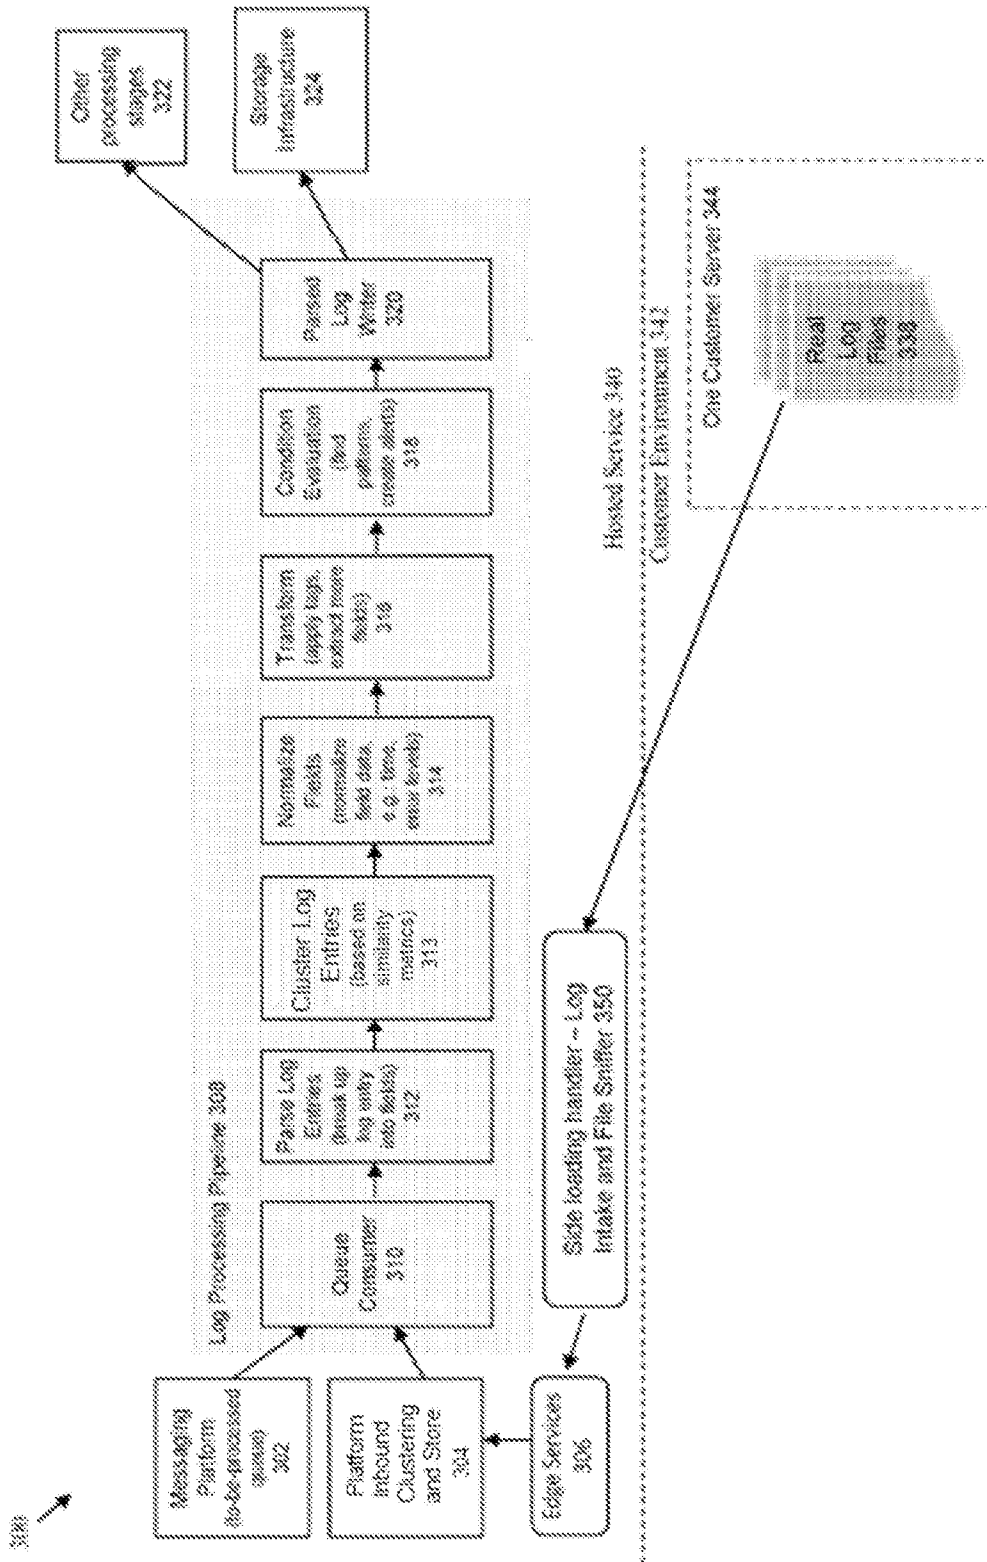 300
Messaging
Platform
(to-be-processed
queue)
302
Platform
Inbound
Clustering
and Store
304
Edge Services
306
Log Processing Pipeline 308
Queue
Consumer
310
Parse Log
Entries
(break up
log entry
into fields)
312
Cluster Log
Entries
(based on
similarity
metrics)
313
Normalize
Fields
(normalize
field data,
e.g. time,
error levels)
314
Transform
(apply tags,
extract more
fields)
316
Condition
Evaluation
(find
patterns,
create alerts)
318
Parsed
Log
Writer
320
Other
processing
stages
322
Storage
Infrastructure
324
Side loading handler – Log
Intake and File Sniffer 350
Hosted Service 340
Customer Environment 342
One Customer Server 344
Real
Log
Files
338